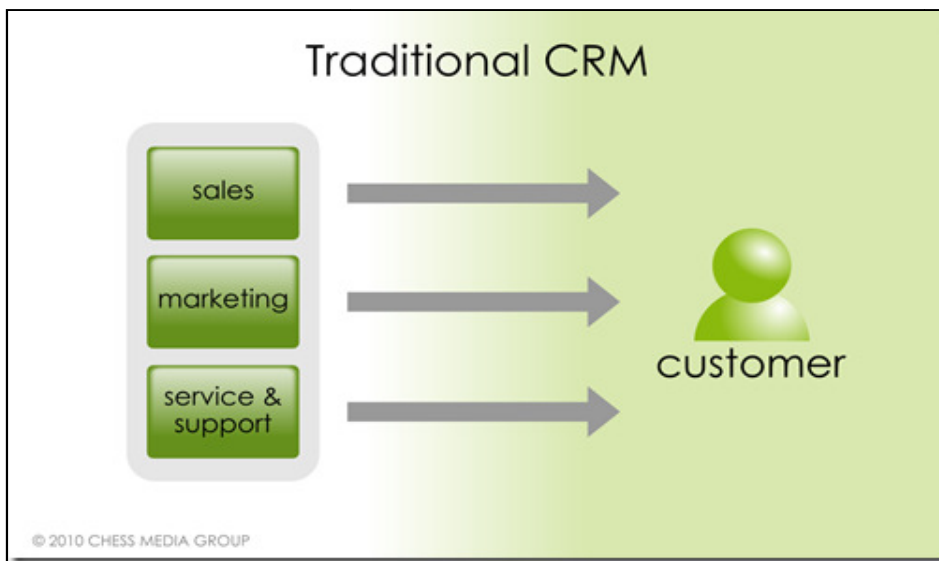 Traditional CRM
sales
marketing
service &
support
customer
© 2010 CHESS MEDIA GROUP